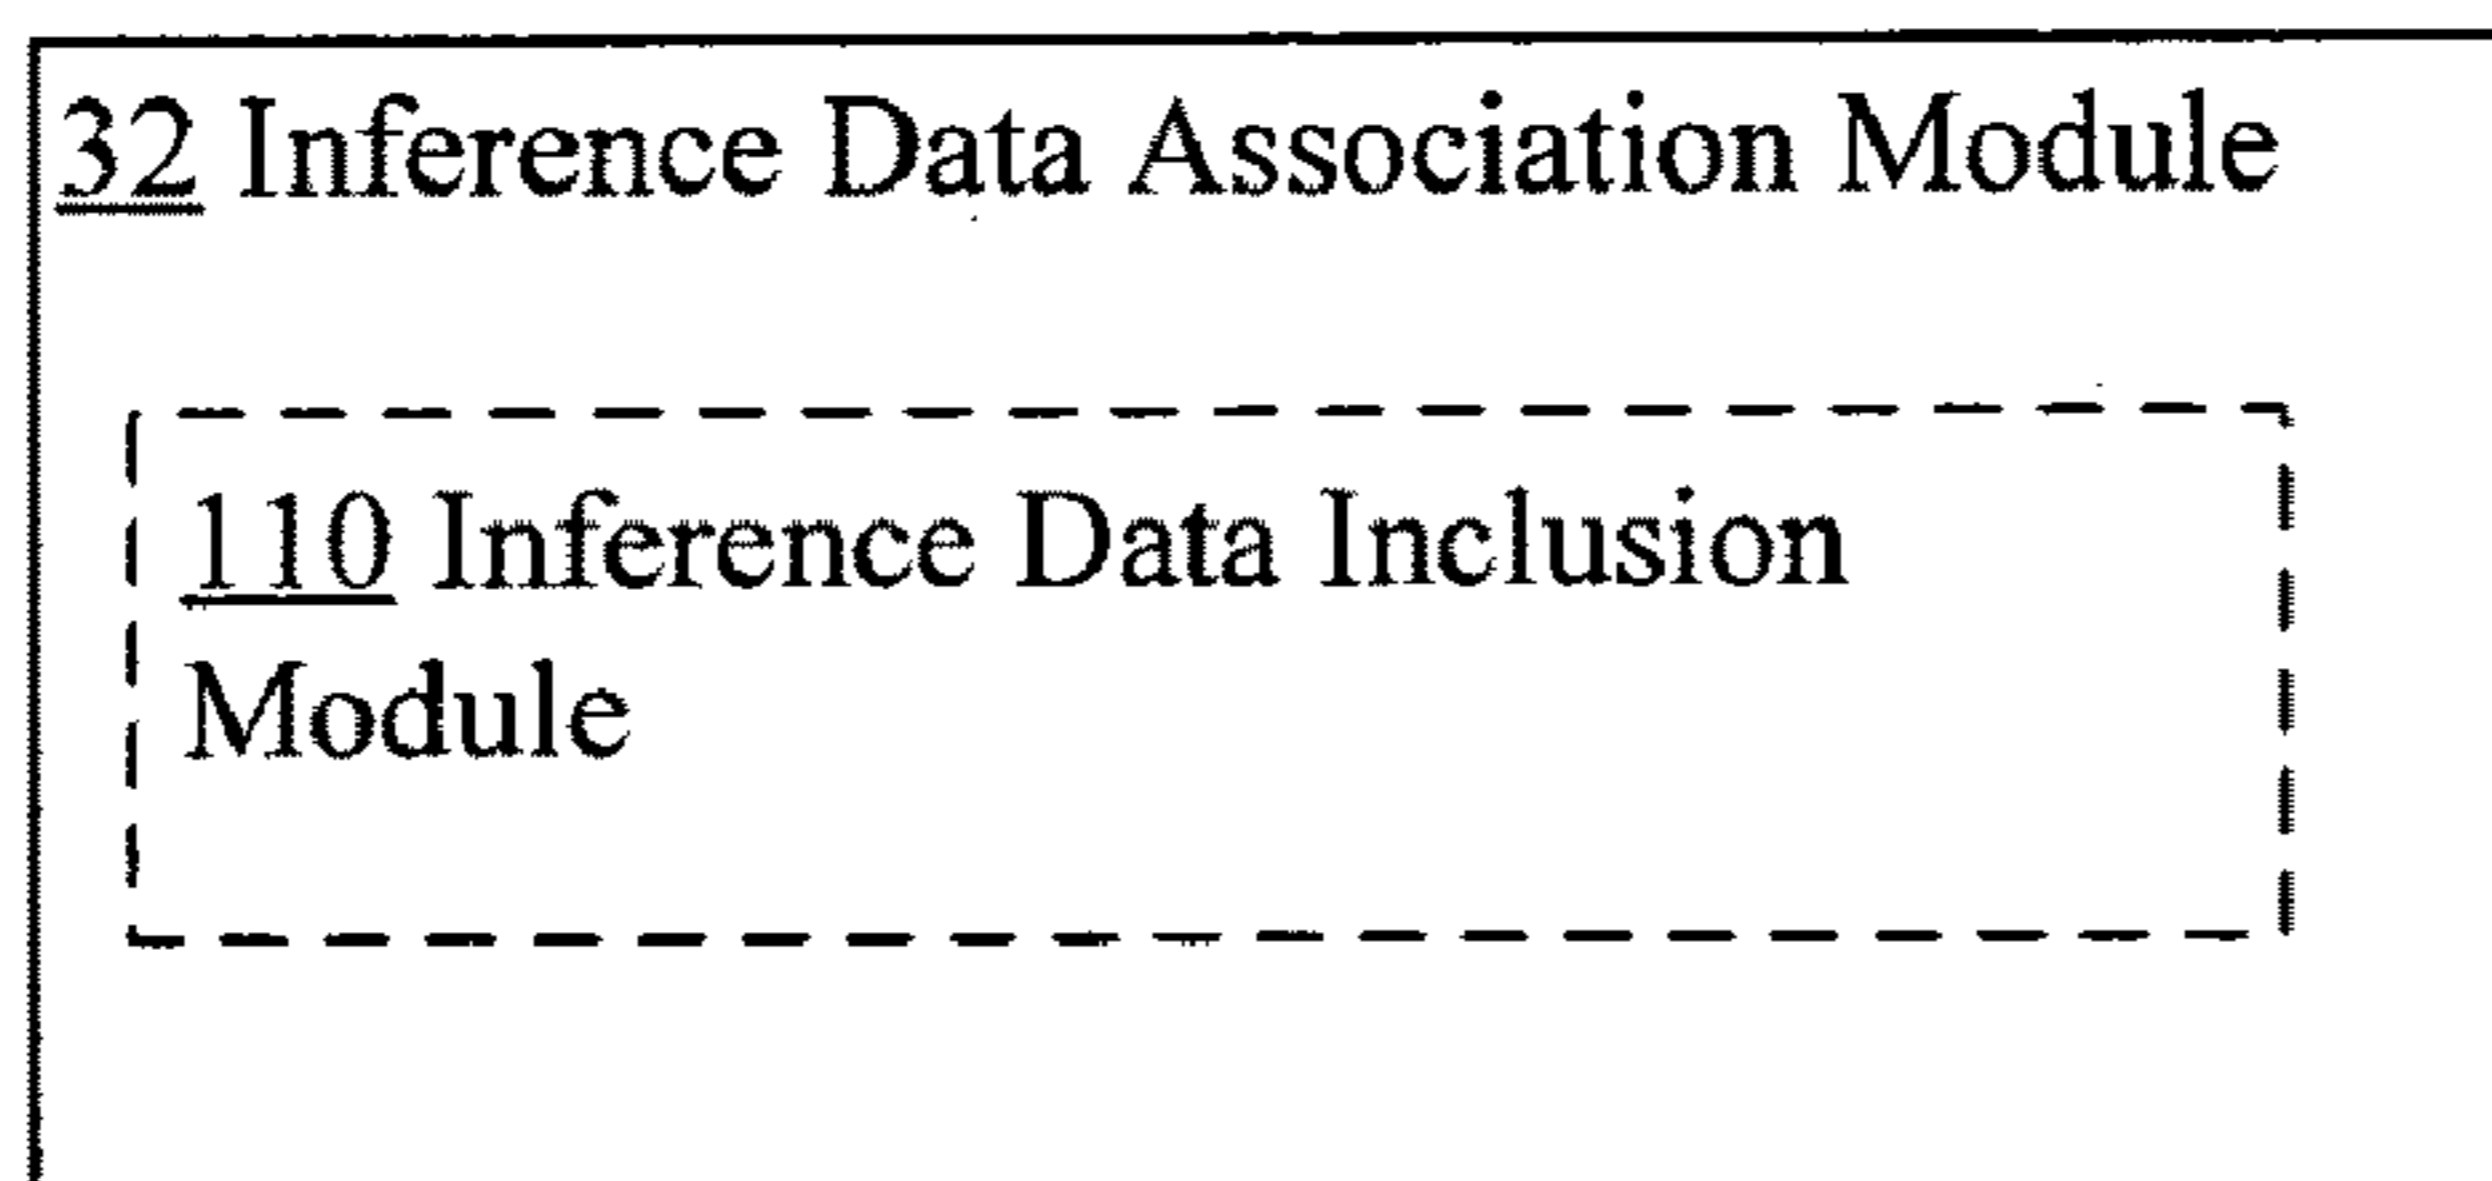 32 Inference Data Association Module
110 Inference Data Inclusion
Module